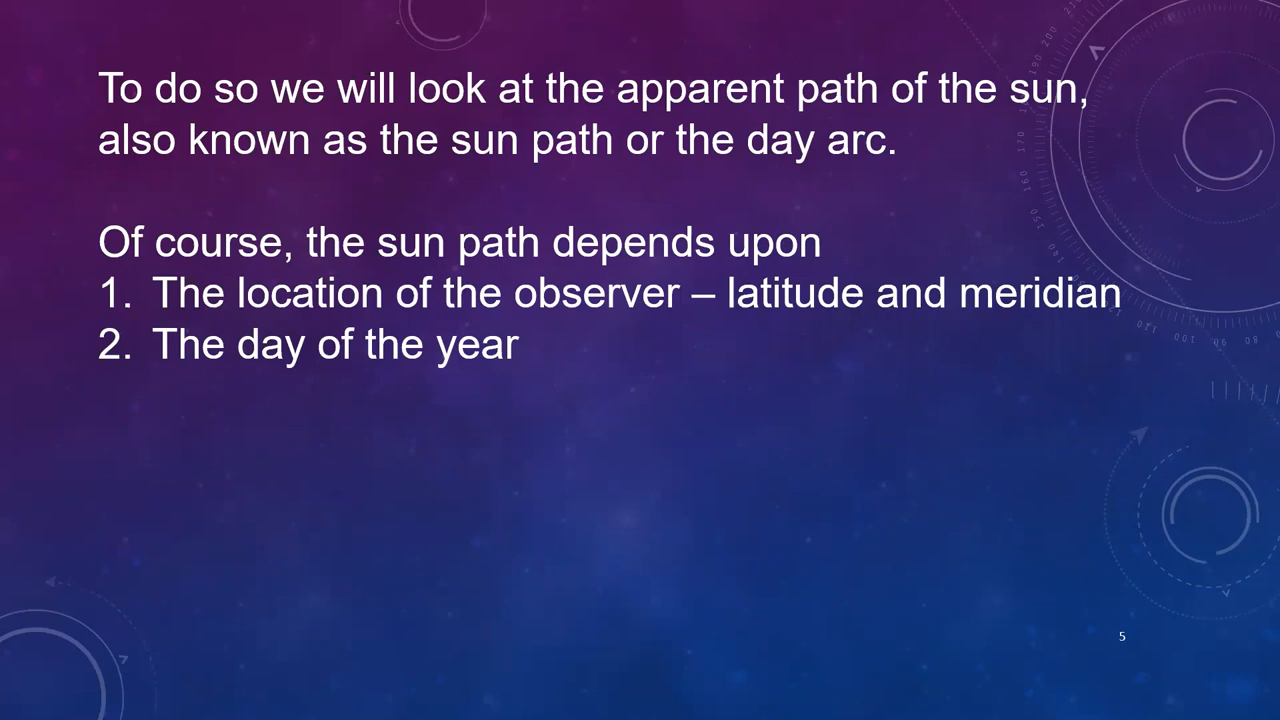 To do so we will look at the apparent path of the sun,
also known as the sun path or the day arc.
Of course, the sun path depends upon
1. The location of the observer – latitude and meridian
2. The day of the year
5